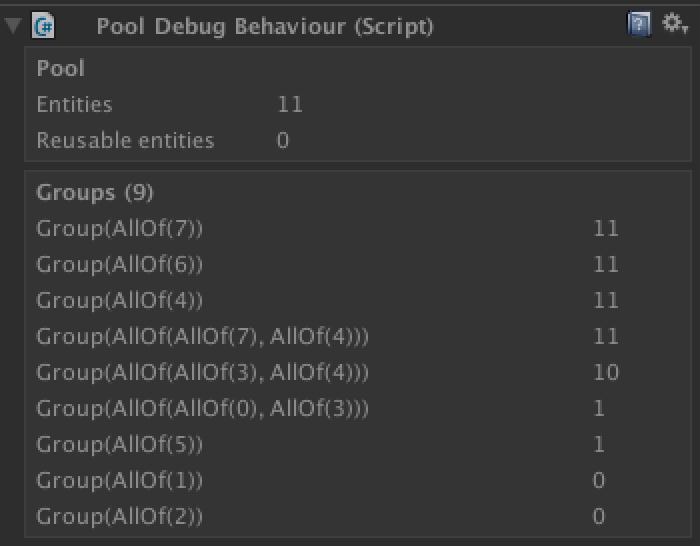 Pool Debug Behaviour (Script)
Pool
Entities 11
Reusable entities 0
Groups (9)
Group(AllOf(7)) 11
Group(AllOf(6)) 11
Group(AllOf(4)) 11
Group(AllOf(AllOf(7), AllOf(4))) 11
Group(AllOf(AllOf(3), AllOf(4))) 10
Group(AllOf(AllOf(0), AllOf(3))) 1
Group(AllOf(5)) 1
Group(AllOf(1)) 0
Group(AllOf(2)) 0